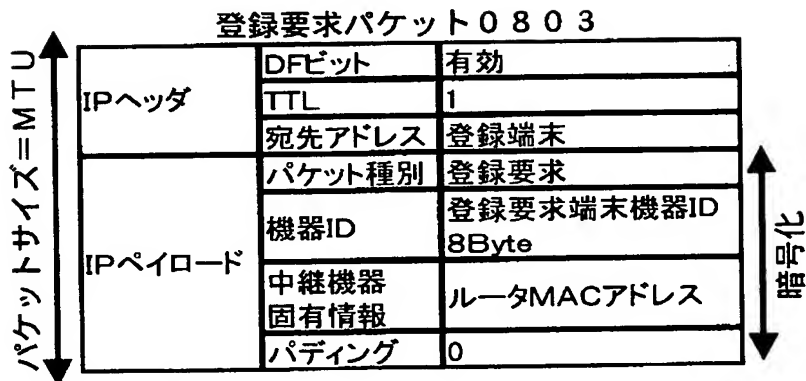 登録要求パケット０８０３
パケットサイズ＝ＭＴＵ
IPヘッダ
DFビット
有効
TTL
1
宛先アドレス
登録端末
IPペイロード
パケット種別
登録要求
機器ID
登録要求端末機器ID
8Byte
中継機器
固有情報
ルータMACアドレス
パディング
0
暗号化